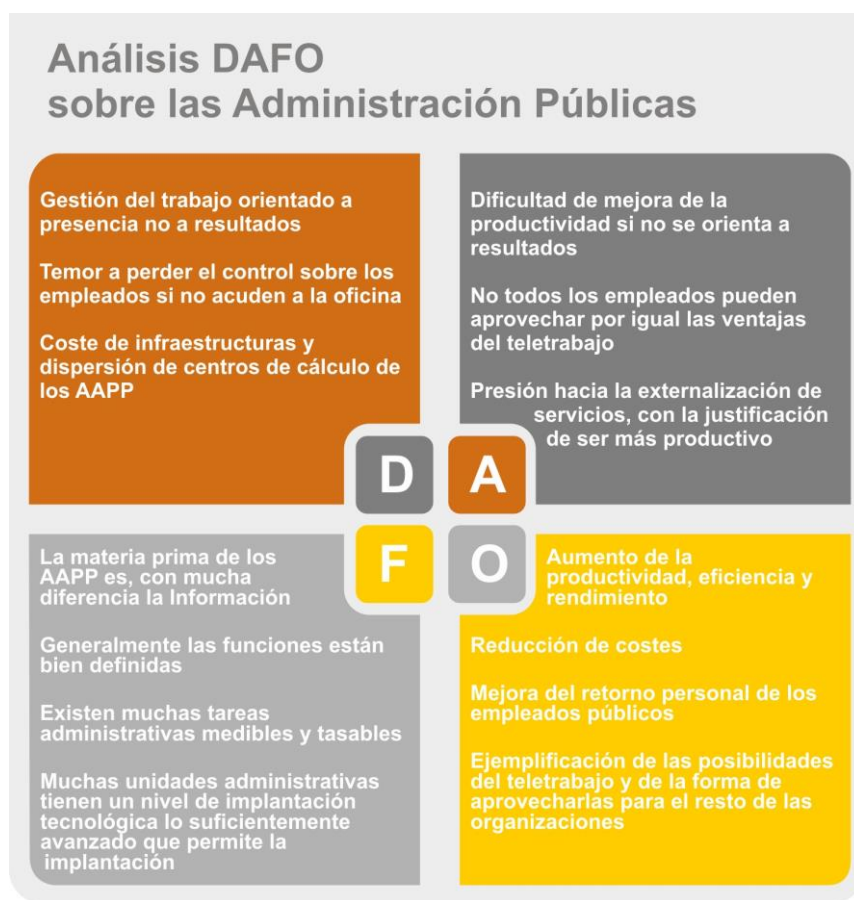 Análisis DAFO
sobre las Administración Públicas
Gestión del trabajo orientado a
presencia no a resultados
Temor a perder el control sobre los
empleados si no acuden a la oficina
Coste de infraestructuras y
dispersión de centros de cálculo de
los AAPP
Dificultad de mejora de la
productividad si no se orienta a
resultados
No todos los empleados pueden
aprovechar por igual las ventajas
del teletrabajo
Presión hacia la externalización de
servicios, con la justificación
de ser más productivo
D
A
F
O
La materia prima de los
AAPP es, con mucha
diferencia la Información
Generalmente las funciones están
bien definidas
Existen muchas tareas
administrativas medibles y tasables
Muchas unidades administrativas
tienen un nivel de implantación
tecnológica lo suficientemente
avanzado que permite la
implantación
Aumento de la
productividad, eficiencia y
rendimiento
Reducción de costes
Mejora del retorno personal de los
empleados públicos
Ejemplificación de las posibilidades
del teletrabajo y de la forma de
aprovecharlas para el resto de las
organizaciones